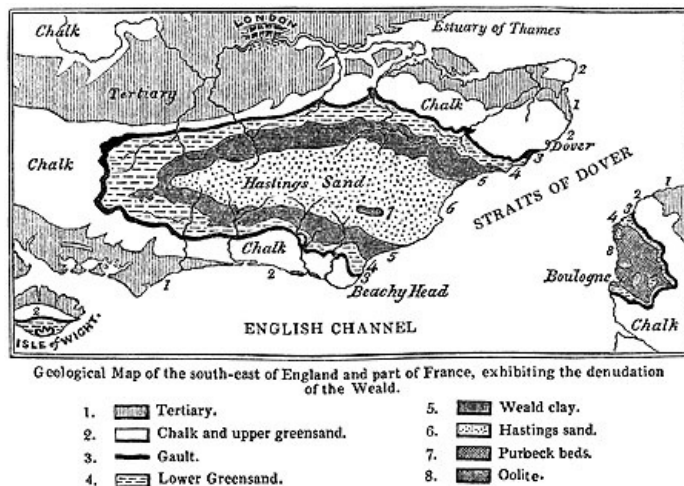 Chalk
LONDON
Estuary of Thames
2
Tertiary
Chalk
1
2
Dover
3
Chalk
4
5
Hastings Sand
6
7
STRAITS OF DOVER
1
2
3
4
8
5
Boulogne
Chalk
Chalk
5
4
3
2
1
Beachy Head
2
ISLE of WIGHT.
ENGLISH CHANNEL
Geological Map of the south-east of England and part of France, exhibiting the denudation
of the Weald.
1. Tertiary.
2. Chalk and upper greensand.
3. Gault.
4. Lower Greensand.
5. Weald clay.
6. Hastings sand.
7. Purbeck beds.
8. Oolite.